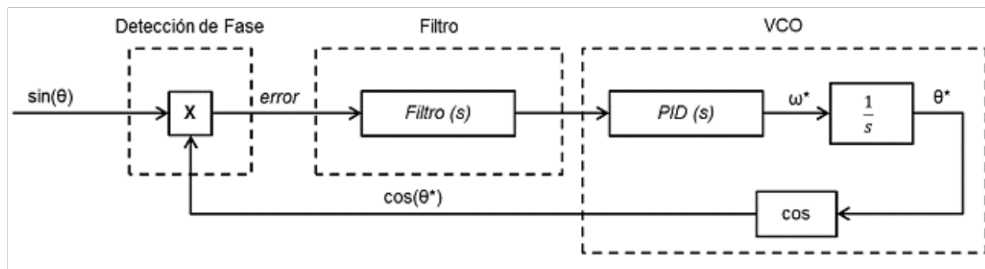 Detección de Fase
Filtro
VCO
sin(θ)
X
error
Filtro (s)
PID (s)
ω*
1
s
θ*
cos(θ*)
cos